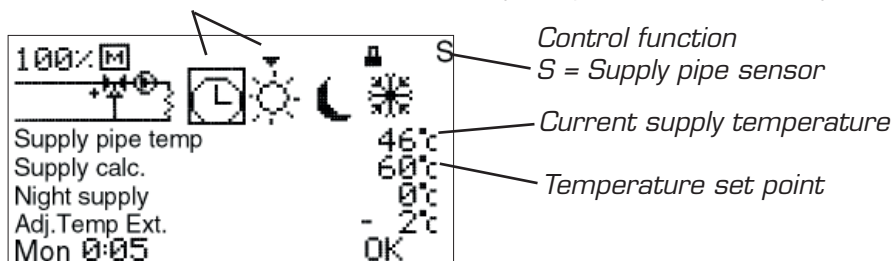 100% M S
Control function
S = Supply pipe sensor
Supply pipe temp 46°c
Current supply temperature
Supply calc. 60°c
Temperature set point
Night supply 0°c
Adj.Temp Ext. - 2°c
Mon 0:05 OK